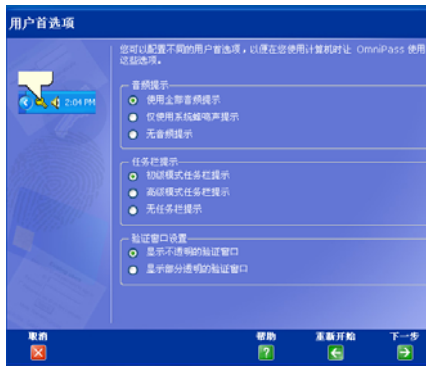 用户首选项
您可以配置不同的用户首选项，以便在您使用计算机时让 OmniPass 使用
这些选项。
音频提示
使用全部音频提示
仅使用系统蜂鸣声提示
无音频提示
2:04 PM
任务栏提示
初级模式任务栏提示
高级模式任务栏提示
无任务栏提示
验证窗口设置
显示不透明的验证窗口
显示部分透明的验证窗口
取消
帮助
重新开始
下一步